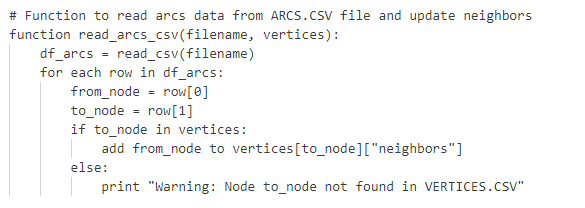 # Function to read arcs data from ARCS.CSV file and update neighbors
function read_arcs_csv(filename, vertices):
    df_arcs = read_csv(filename)
    for each row in df_arcs:
        from_node = row[0]
        to_node = row[1]
        if to_node in vertices:
            add from_node to vertices[to_node]["neighbors"]
        else:
            print "Warning: Node to_node not found in VERTICES.CSV"